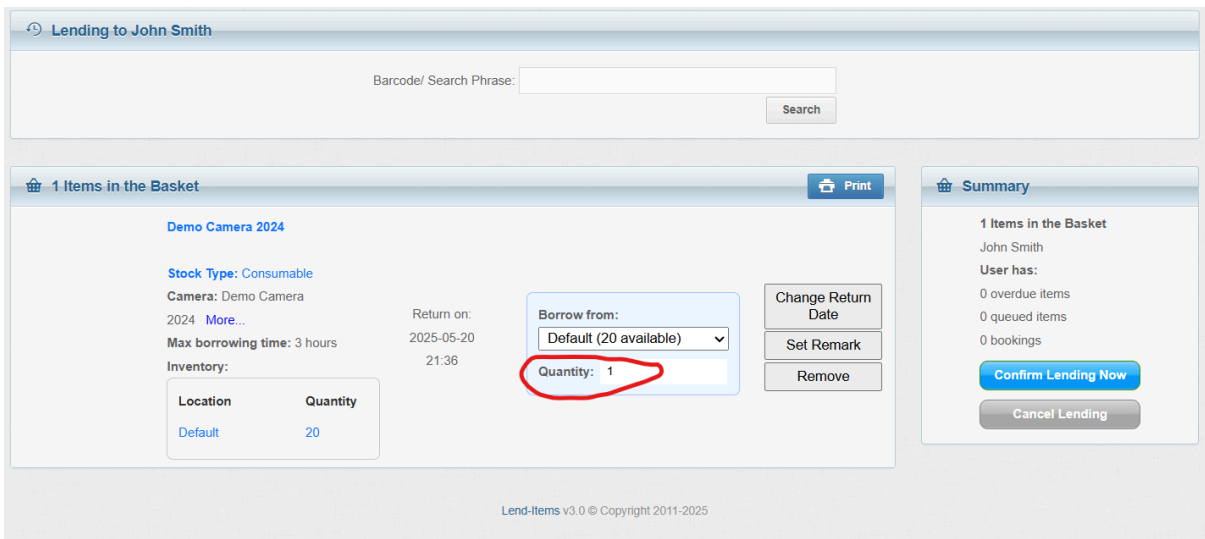 Lending to John Smith
Barcode/ Search Phrase:
Search
1 Items in the Basket
Print
Demo Camera 2024
Stock Type: Consumable
Camera: Demo Camera
2024 More...
Max borrowing time: 3 hours
Inventory:
Location Quantity
Default 20
Return on:
2025-05-20
21:36
Borrow from:
Default (20 available)
Quantity: 1
Change Return
Date
Set Remark
Remove
Summary
1 Items in the Basket
John Smith
User has:
0 overdue items
0 queued items
0 bookings
Confirm Lending Now
Cancel Lending
Lend-Items v3.0 © Copyright 2011-2025